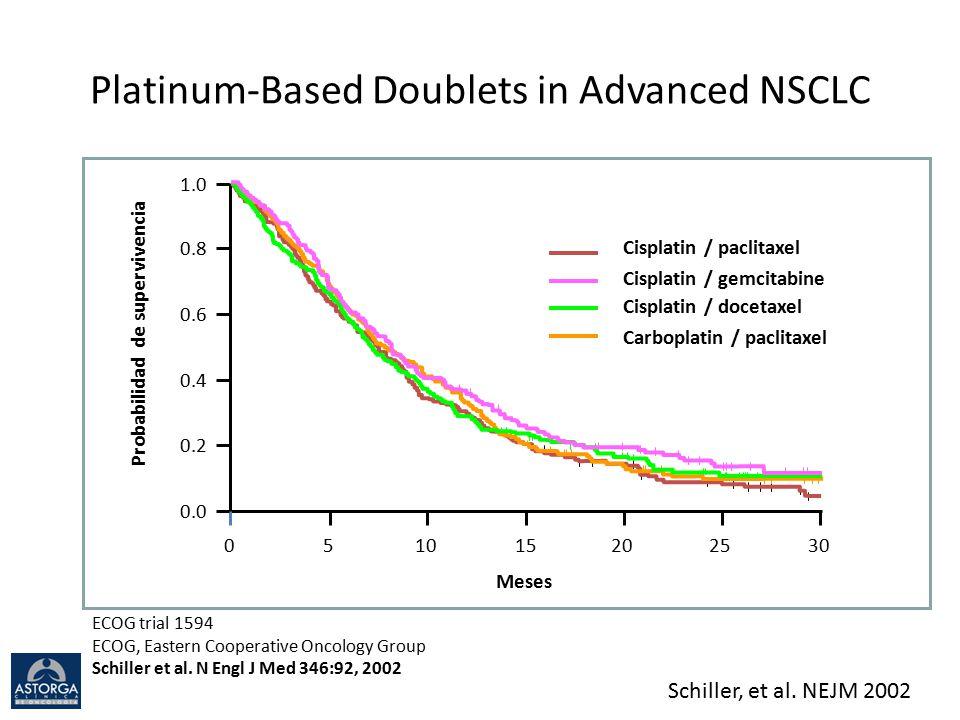 Platinum-Based Doublets in Advanced NSCLC
Probabilidad de supervivencia
1.0
0.8
0.6
0.4
0.2
0.0
0 5 10 15 20 25 30
Meses
Cisplatin / paclitaxel
Cisplatin / gemcitabine
Cisplatin / docetaxel
Carboplatin / paclitaxel
ECOG trial 1594
ECOG, Eastern Cooperative Oncology Group
Schiller et al. N Engl J Med 346:92, 2002
ASTORGA
CLINICA
DE ONCOLOGIA
Schiller, et al. NEJM 2002